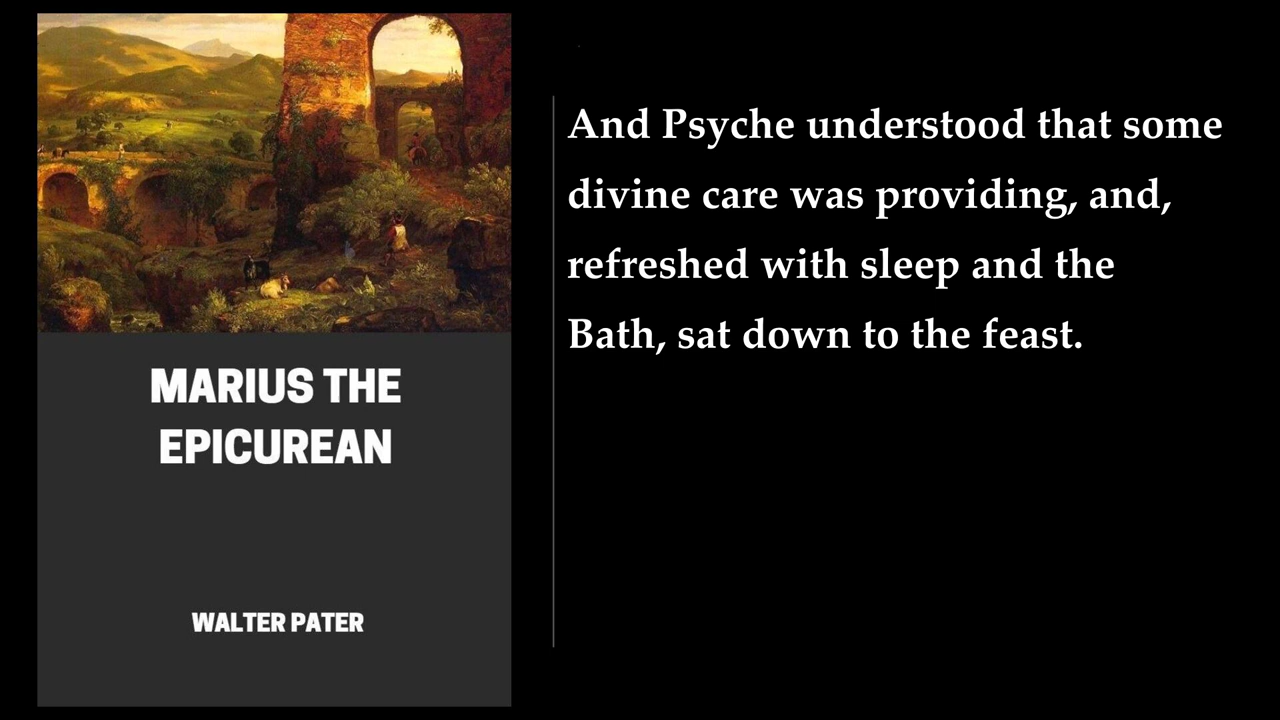 MARIUS THE
EPICUREAN
WALTER PATER
And Psyche understood that some
divine care was providing, and,
refreshed with sleep and the
Bath, sat down to the feast.